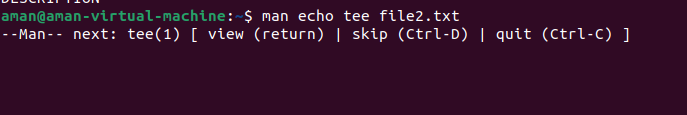 DESCRIPTION
aman@aman-virtual-machine:~$ man echo tee file2.txt
--Man-- next: tee(1) [ view (return) | skip (Ctrl-D) | quit (Ctrl-C) ]